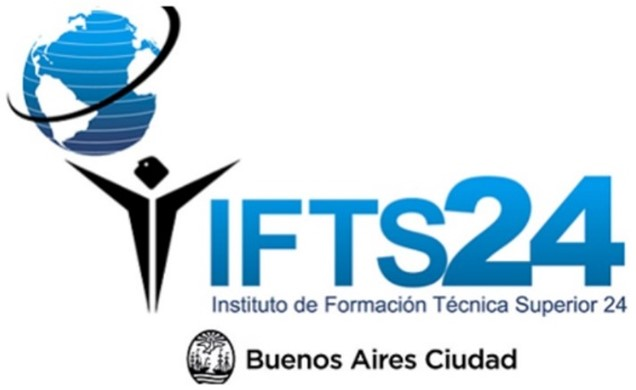 IFTS24
Instituto de Formación Técnica Superior 24
Buenos Aires Ciudad